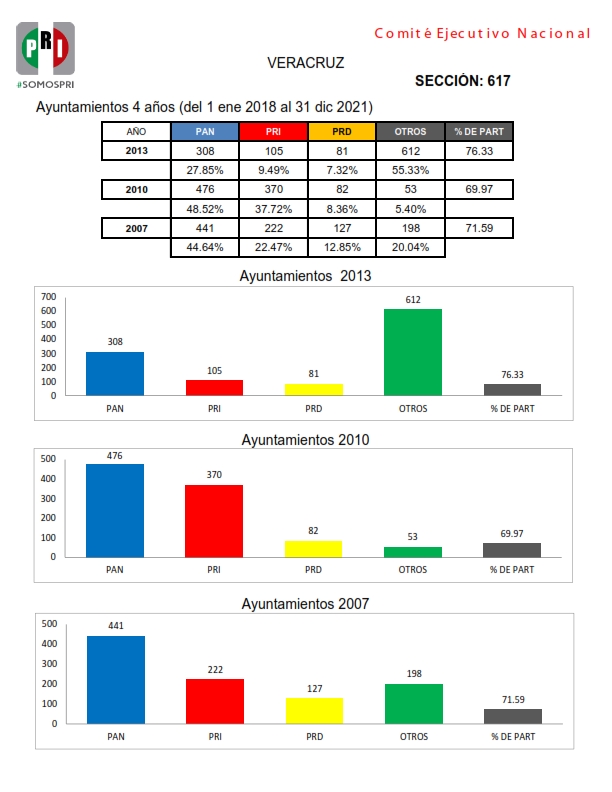 PRI
#SOMOSPRI
Comité Ejecutivo Nacional
VERACRUZ
SECCIÓN: 617
Ayuntamientos 4 años (del 1 ene 2018 al 31 dic 2021)
AÑO PAN PRI PRD OTROS % DE PART
2013 308 105 81 612 76.33
27.85% 9.49% 7.32% 55.33%
2010 476 370 82 53 69.97
48.52% 37.72% 8.36% 5.40%
2007 441 222 127 198 71.59
44.64% 22.47% 12.85% 20.04%
Ayuntamientos 2013
700
600
500
400
300
200
100
0
308 105 81 612 76.33
PAN PRI PRD OTROS % DE PART
Ayuntamientos 2010
500
400
300
200
100
0
476 370 82 53 69.97
PAN PRI PRD OTROS % DE PART
Ayuntamientos 2007
500
400
300
200
100
0
441 222 127 198 71.59
PAN PRI PRD OTROS % DE PART